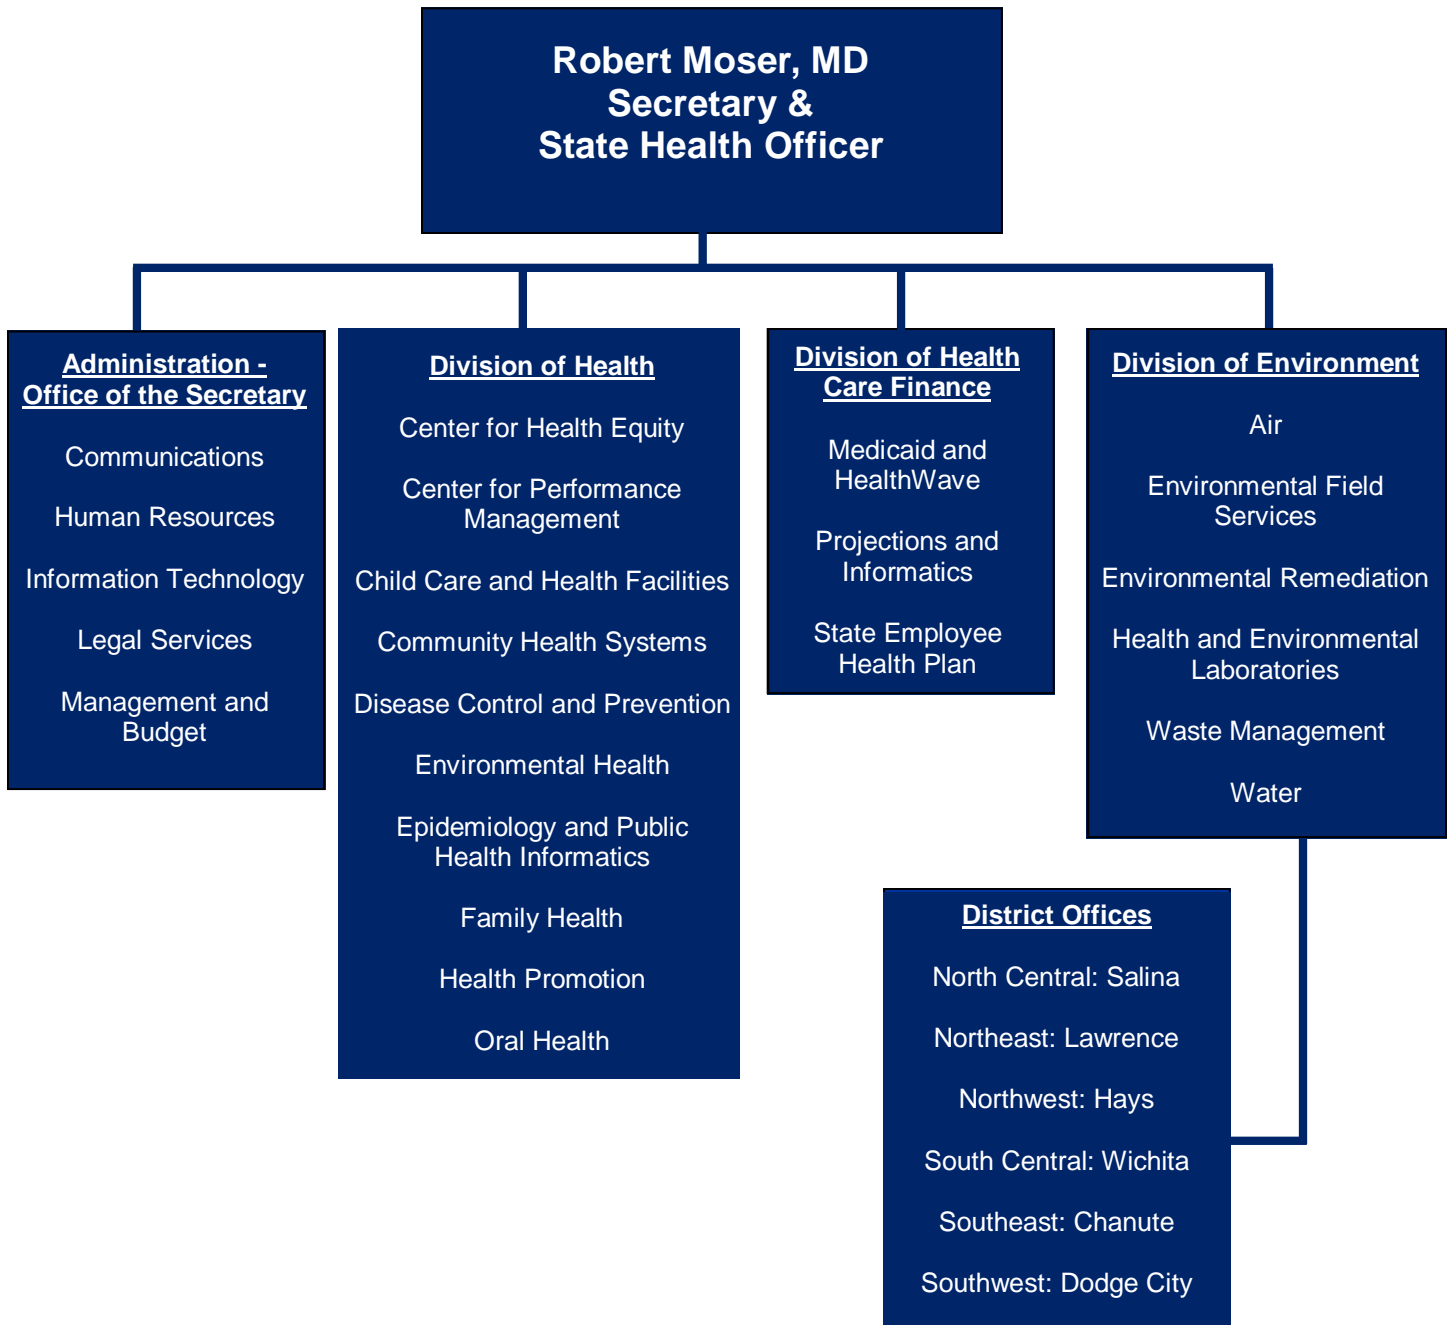 Robert Moser, MD
Secretary &
State Health Officer
Administration -
Office of the Secretary
Communications
Human Resources
Information Technology
Legal Services
Management and
Budget
Division of Health
Center for Health Equity
Center for Performance
Management
Child Care and Health Facilities
Community Health Systems
Disease Control and Prevention
Environmental Health
Epidemiology and Public
Health Informatics
Family Health
Health Promotion
Oral Health
Division of Health
Care Finance
Medicaid and
HealthWave
Projections and
Informatics
State Employee
Health Plan
Division of Environment
Air
Environmental Field
Services
Environmental Remediation
Health and Environmental
Laboratories
Waste Management
Water
District Offices
North Central: Salina
Northeast: Lawrence
Northwest: Hays
South Central: Wichita
Southeast: Chanute
Southwest: Dodge City